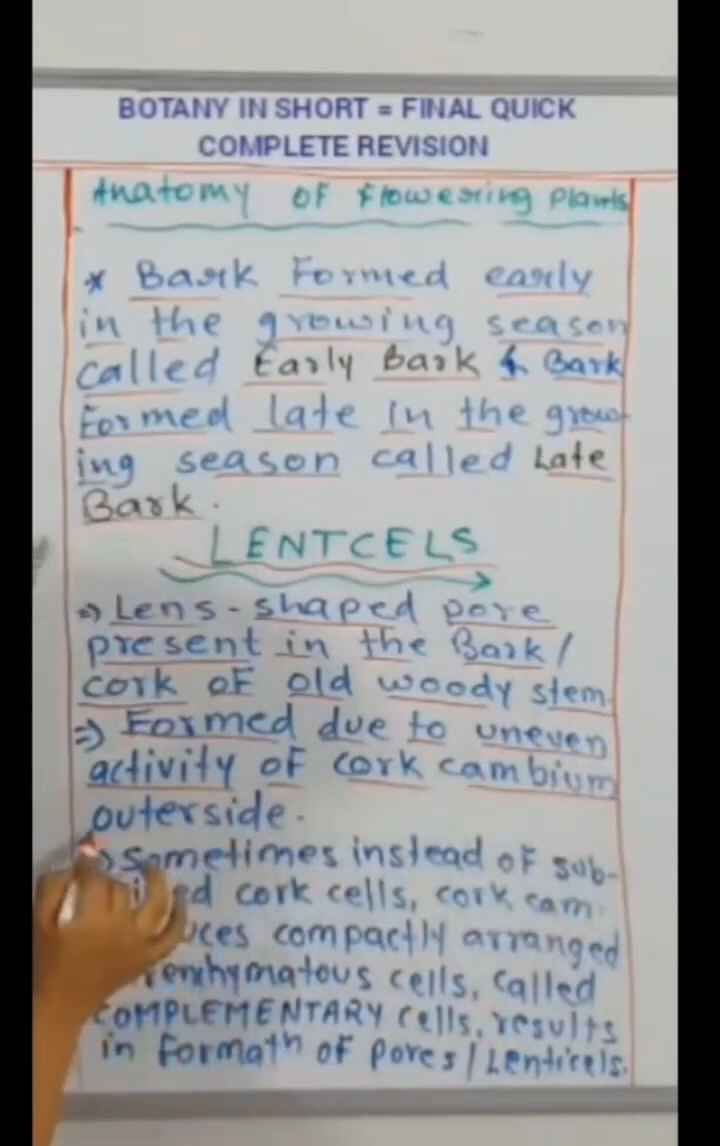 BOTANY IN SHORT = FINAL QUICK
COMPLETE REVISION
Anatomy OF Flowering Plants
* Bark Formed early
in the growing season
called Early Bark & Bark
Formed late in the grow-
ing season called Late
Bark.
LENTCELS
⇒ Lens-shaped pore
present in the Bark/
cork of old woody stem.
⇒ Formed due to uneven
activity of cork cambium
outerside.
Sometimes instead of sub-
cork cells, cork cam.
compactly arranged
cells, called
COMPLEMENTARY cells, results
in formatn of pores/Lenticels.